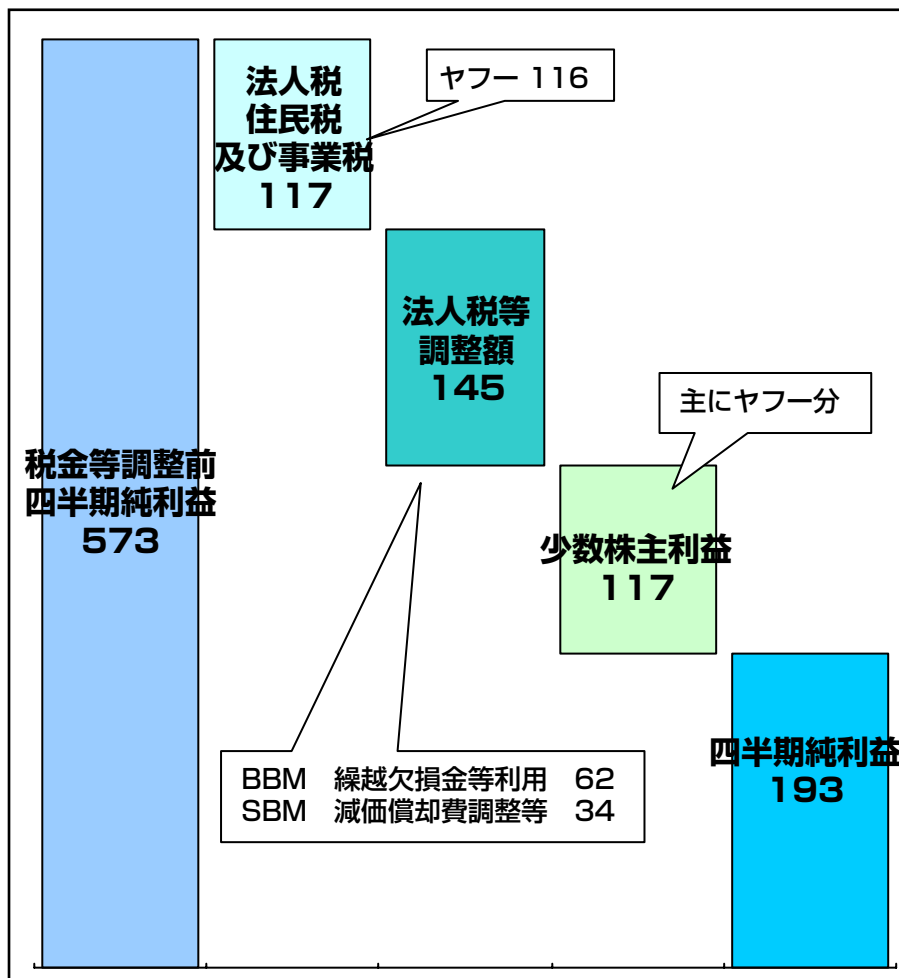 法人税
住民税
及び事業税
117
ヤフー 116
法人税等
調整額
145
主にヤフー分
税金等調整前
四半期純利益
573
少数株主利益
117
BBM 繰越欠損金等利用 62
SBM 減価償却費調整等 34
四半期純利益
193